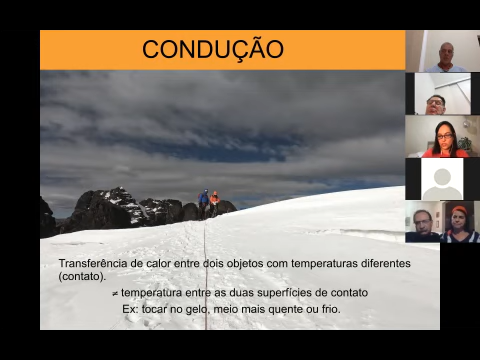 CONDUÇÃO
Transferência de calor entre dois objetos com temperaturas diferentes
(contato).
≠ temperatura entre as duas superfícies de contato
Ex: tocar no gelo, meio mais quente ou frio.